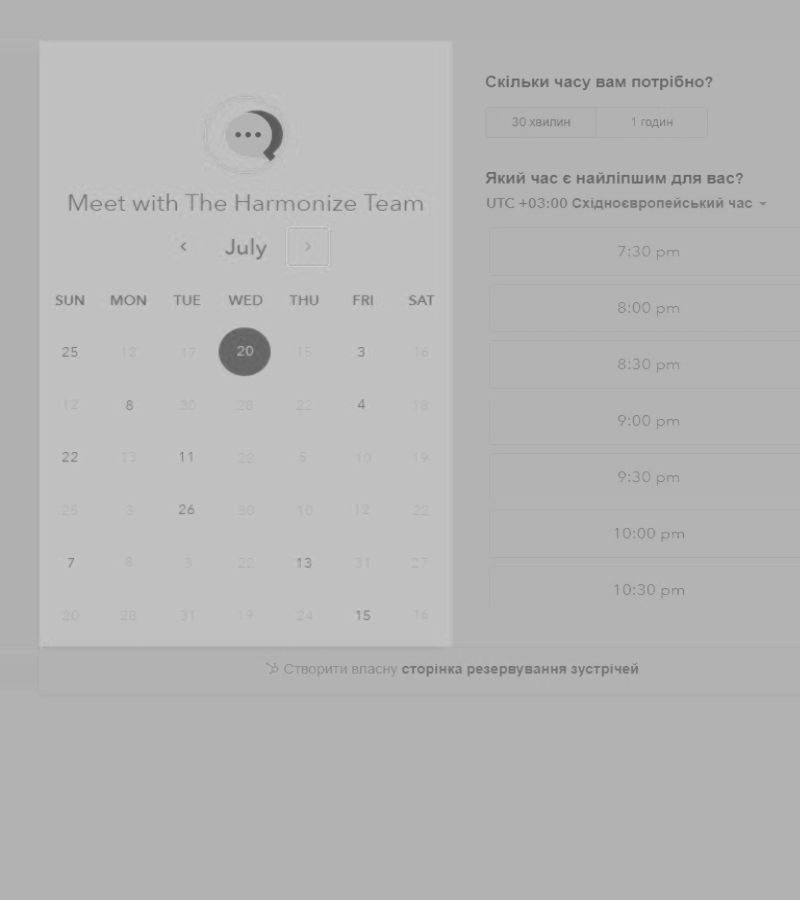 Meet with The Harmonize Team
July
SUN MON TUE WED THU FRI SAT
25 12 17 20 15 3 16
12 8 30 28 22 4 18
22 13 11 22 5 10 19
25 3 26 30 10 12 22
7 8 3 22 13 31 27
20 28 31 19 24 15 16
Скільки часу вам потрібно?
30 хвилин 1 годин
Який час є найліпшим для вас?
UTC +03:00 Східноєвропейський час
7:30 pm
8:00 pm
8:30 pm
9:00 pm
9:30 pm
10:00 pm
10:30 pm
Створити власну сторінка резервування зустрічей